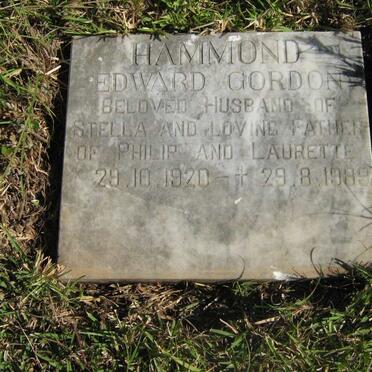 HAMMOND
EDWARD GORDON
BELOVED HUSBAND OF
STELLA AND LOVING FATHER
OF PHILIP AND LAURETTE
29.10.1920 - † 29.8.1989